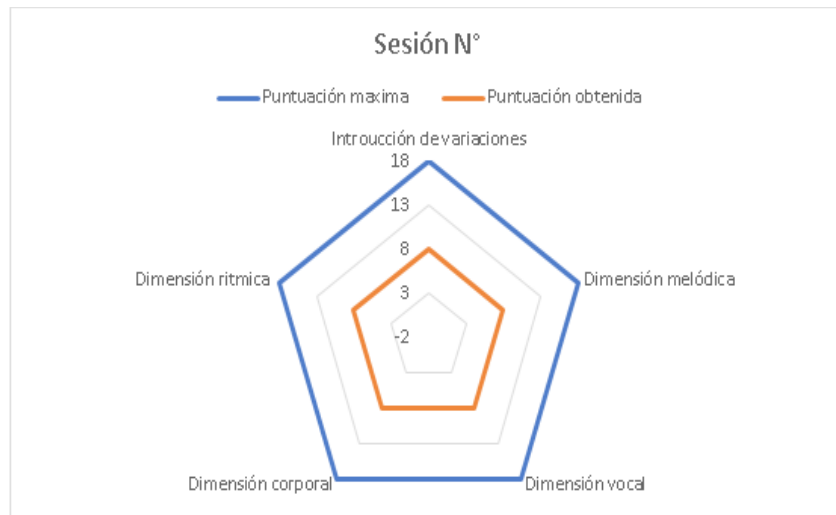 Sesión N°
Puntuación maxima Puntuación obtenida
Introucción de variaciones
18
13
8
3
-2
Dimensión ritmica
Dimensión melódica
Dimensión corporal
Dimensión vocal